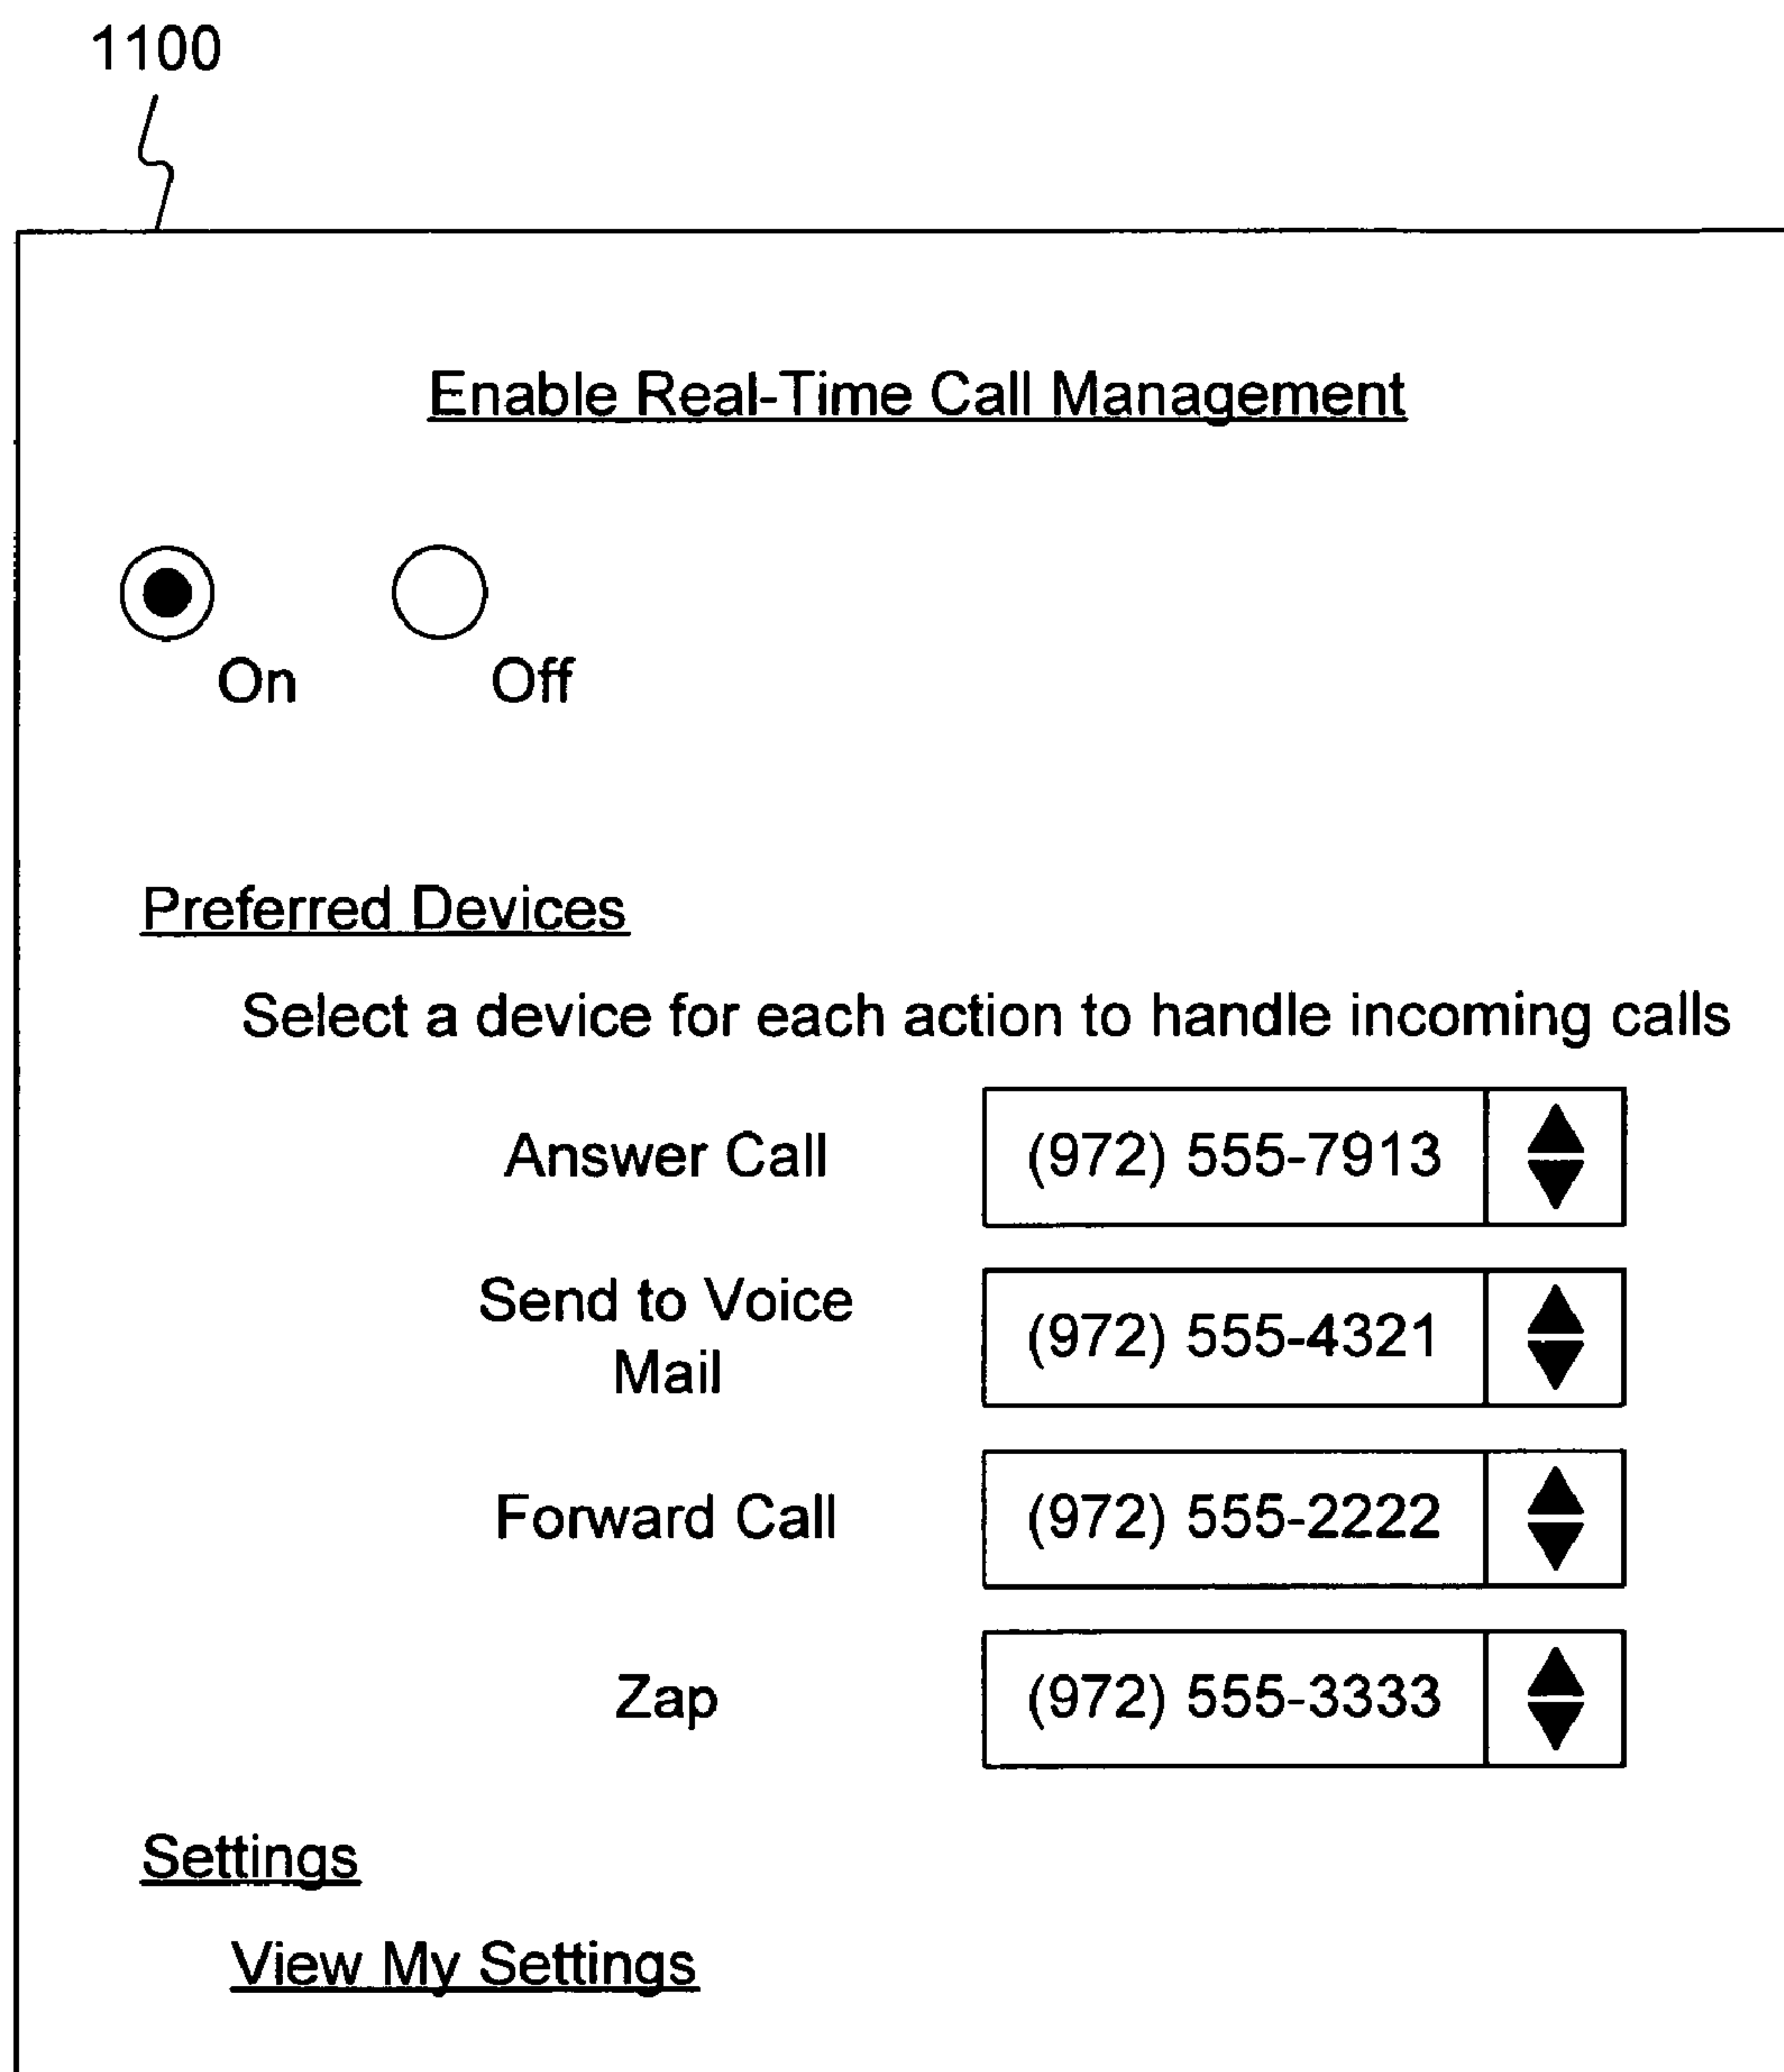 1100
Enable Real-Time Call Management
On Off
Preferred Devices
Select a device for each action to handle incoming calls
Answer Call (972) 555-7913
Send to Voice
Mail (972) 555-4321
Forward Call (972) 555-2222
Zap (972) 555-3333
Settings
View My Settings